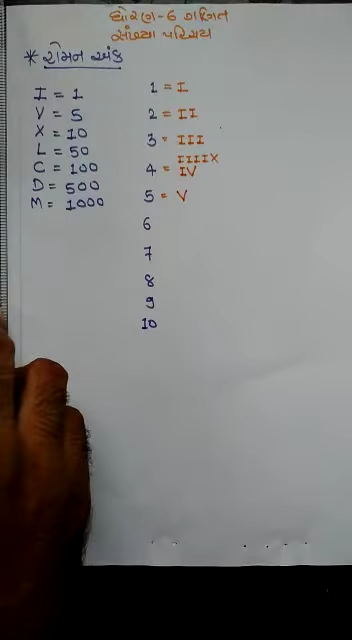 ધોરણ-6 ગણિત
સંખ્યા પરિચય
* રોમન અંક
I = 1
V = 5
X = 10
L = 50
C = 100
D = 500
M = 1000
1 = I
2 = II
3 = III
IIII X
4 = IV
5 = V
6
7
8
9
10